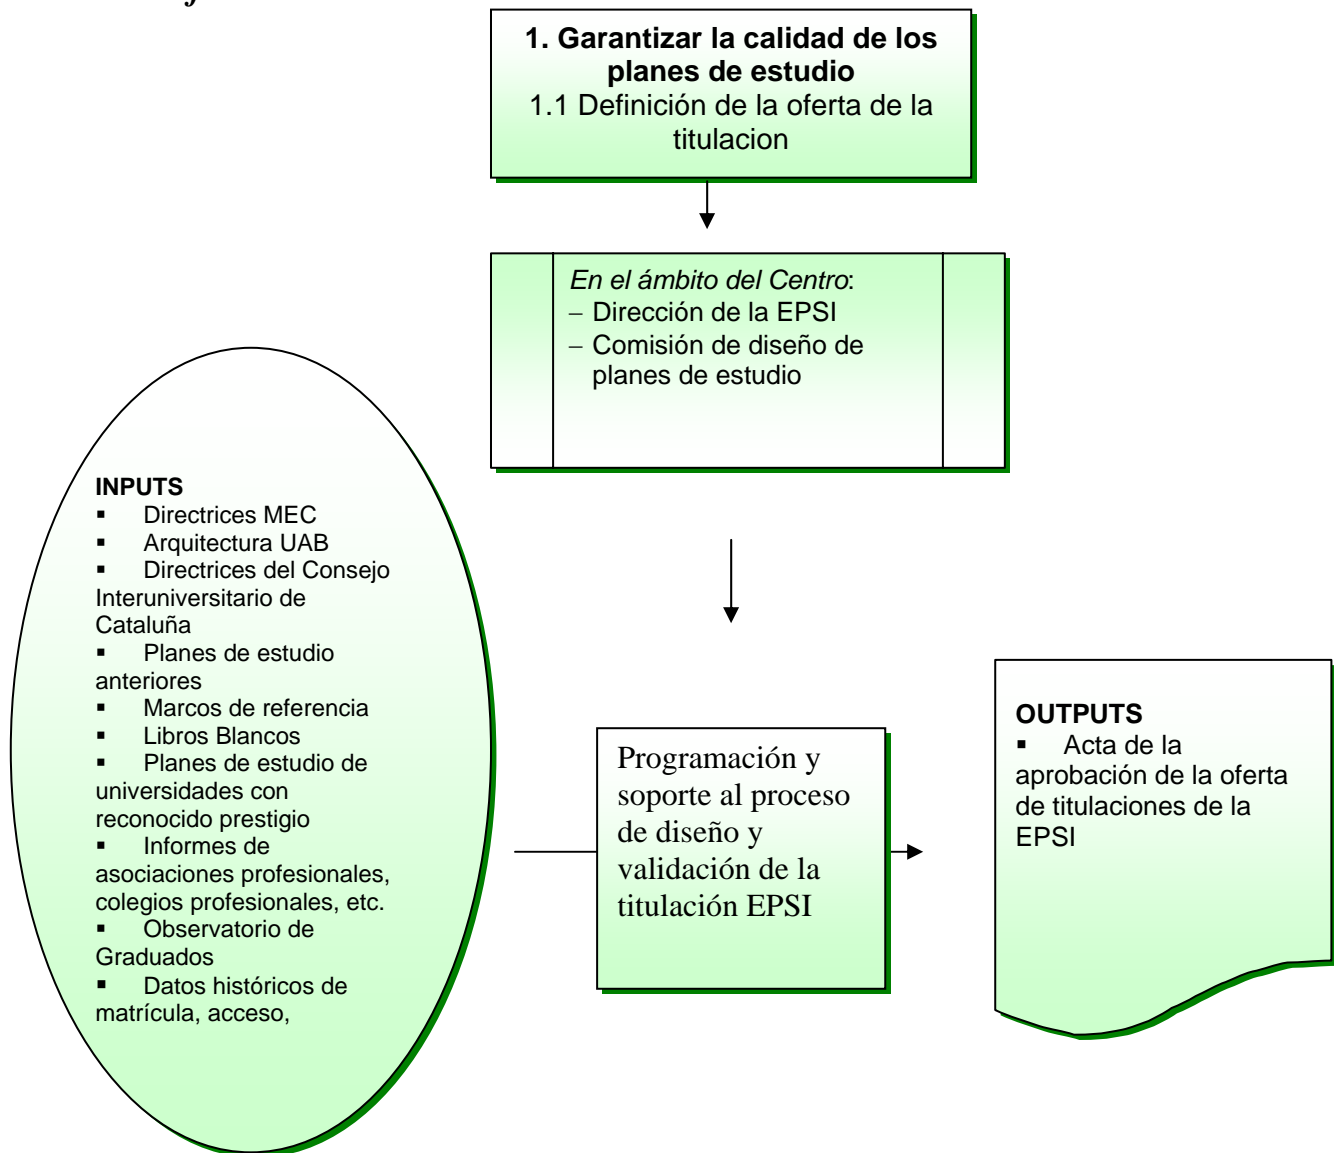 1. Garantizar la calidad de los
planes de estudio
1.1 Definición de la oferta de la
titulacion
En el ámbito del Centro:
– Dirección de la EPSI
– Comisión de diseño de
planes de estudio
INPUTS
▪ Directrices MEC
▪ Arquitectura UAB
▪ Directrices del Consejo
Interuniversitario de
Cataluña
▪ Planes de estudio
anteriores
▪ Marcos de referencia
▪ Libros Blancos
▪ Planes de estudio de
universidades con
reconocido prestigio
▪ Informes de
asociaciones profesionales,
colegios profesionales, etc.
▪ Observatorio de
Graduados
▪ Datos históricos de
matrícula, acceso,
Programación y
soporte al proceso
de diseño y
validación de la
titulación EPSI
OUTPUTS
▪ Acta de la
aprobación de la oferta
de titulaciones de la
EPSI